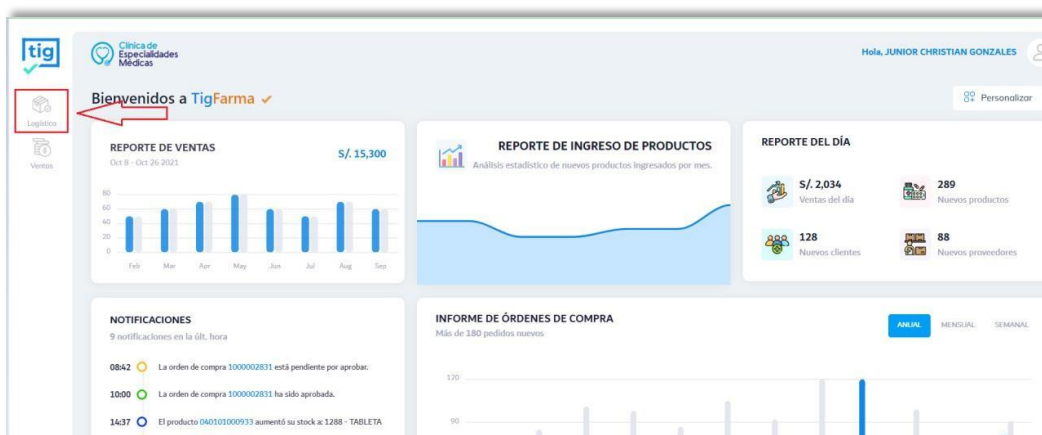 tig
Clínica de
Especialidades
Médicas
Hola, JUNIOR CHRISTIAN GONZALES
Bienvenidos a TigFarma
Personalizar
Logístico
Ventas
REPORTE DE VENTAS
Oct 8 - Oct 26 2021
S/. 15,300
80
60
40
20
0
Feb Mar Apr May Jun Jul Aug Sep
REPORTE DE INGRESO DE PRODUCTOS
Análisis estadístico de nuevos productos ingresados por mes.
REPORTE DEL DÍA
S/. 2,034
Ventas del día
289
Nuevos productos
128
Nuevos clientes
88
Nuevos proveedores
NOTIFICACIONES
9 notificaciones en la últ. hora
08:42 La orden de compra 1000002831 está pendiente por aprobar.
10:00 La orden de compra 1000002831 ha sido aprobada.
14:37 El producto 040101000933 aumentó su stock a: 1288 - TABLETA
INFORME DE ÓRDENES DE COMPRA
Más de 180 pedidos nuevos
ANUAL MENSUAL SEMANAL
120
90